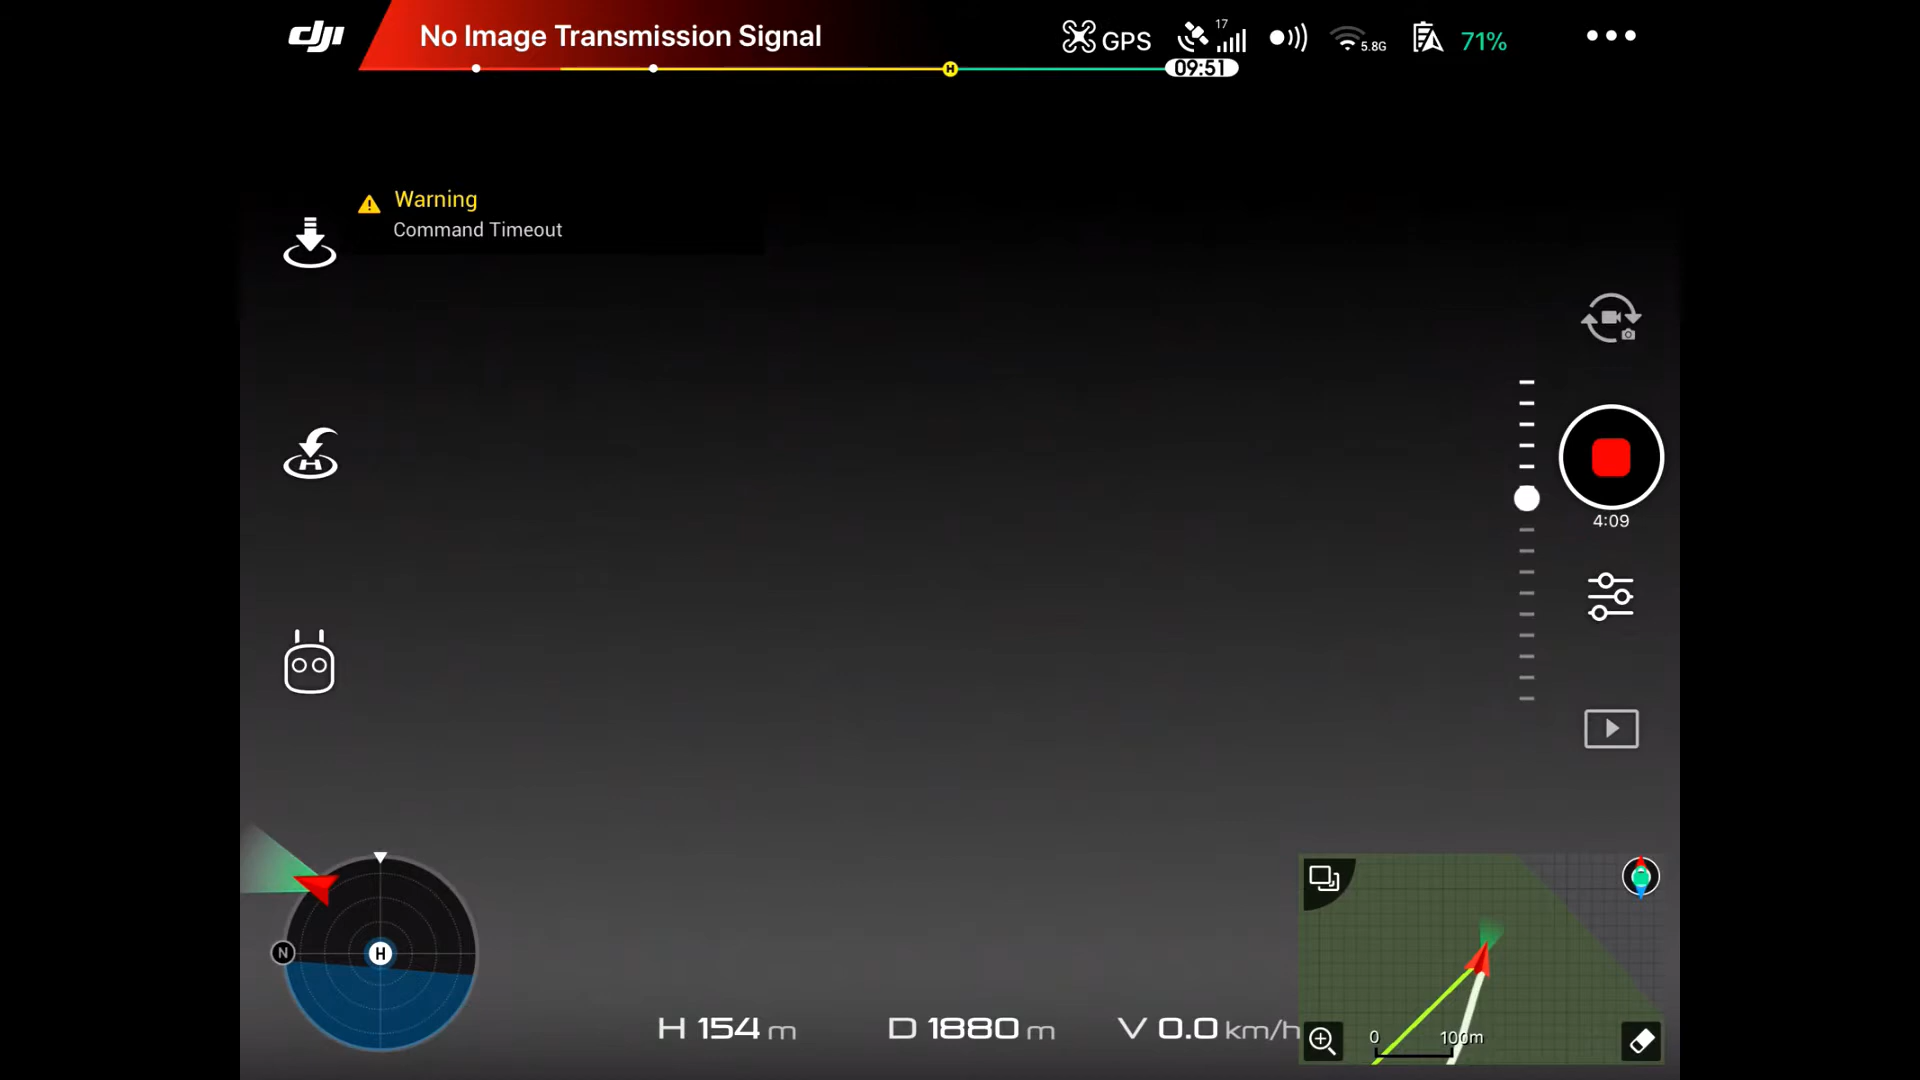 dji
No Image Transmission Signal
GPS
17
5.8G
71%
H
09:51
Warning
Command Timeout
H
4:09
N
H
H 154 m
D 1880 m
V 0.0 km/h
0
100m